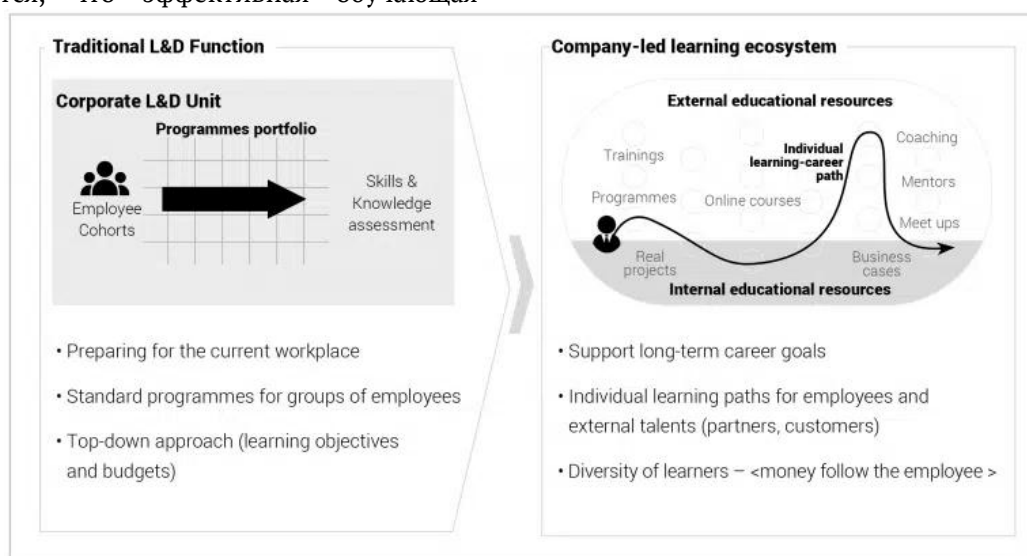 что эффективная обучающая
Traditional L&D Function
Corporate L&D Unit
Programmes portfolio
Employee
Cohorts
Skills &
Knowledge
assessment
• Preparing for the current workplace
• Standard programmes for groups of employees
• Top-down approach (learning objectives
and budgets)
Company-led learning ecosystem
External educational resources
Individual
learning-career
path
Coaching
Trainings
Mentors
Programmes
Online courses
Meet ups
Real
projects
Business
cases
Internal educational resources
• Support long-term career goals
• Individual learning paths for employees and
external talents (partners, customers)
• Diversity of learners – <money follow the employee >